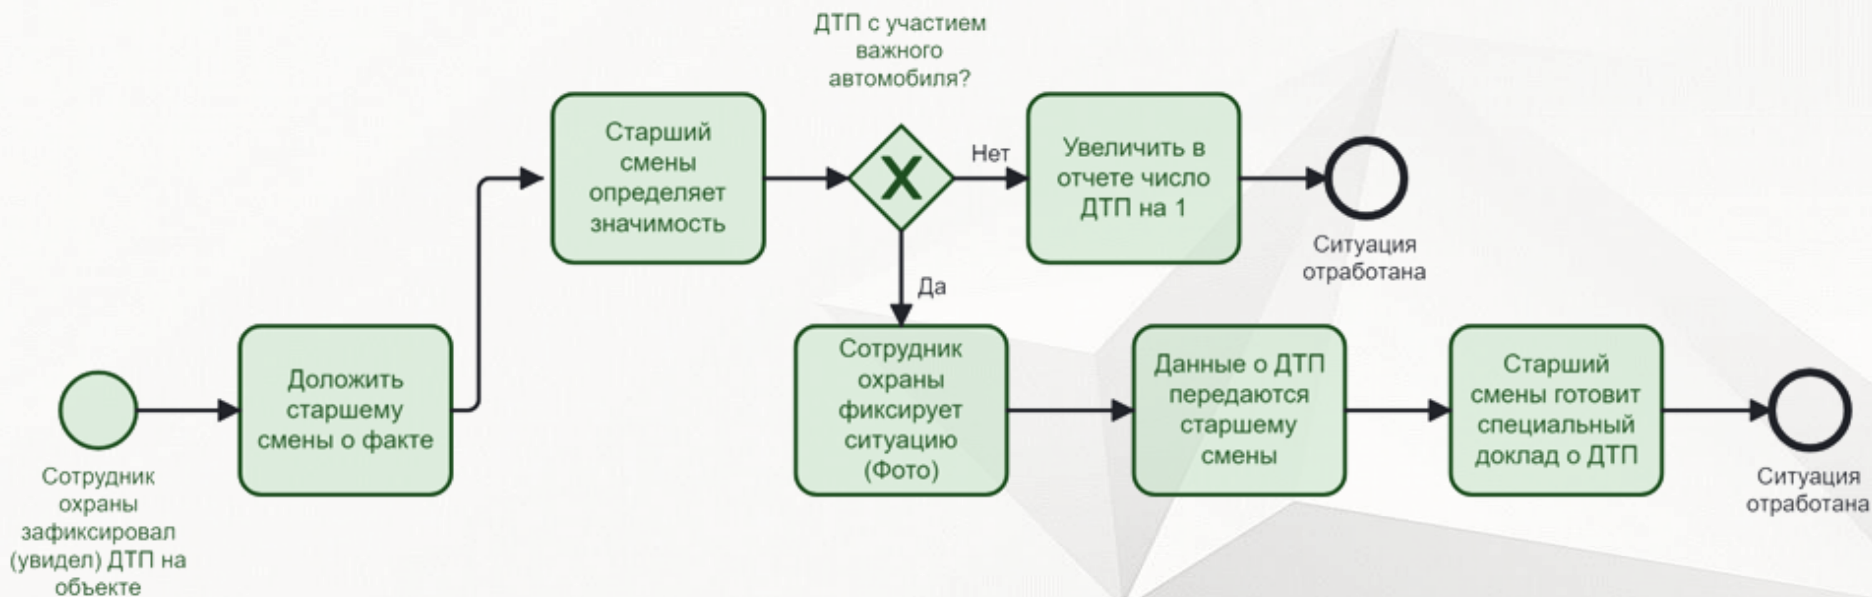 ДТП с участием
важного
автомобиля?
Старший
смены
определяет
значимость
X
Нет
Увеличить в
отчете число
ДТП на 1
Ситуация
отработана
Да
Сотрудник
охраны
зафиксировал
(увидел) ДТП на
объекте
Доложить
старшему
смены о факте
Сотрудник
охраны
фиксирует
ситуацию
(Фото)
Данные о ДТП
передаются
старшему
смены
Старший
смены готовит
специальный
доклад о ДТП
Ситуация
отработана